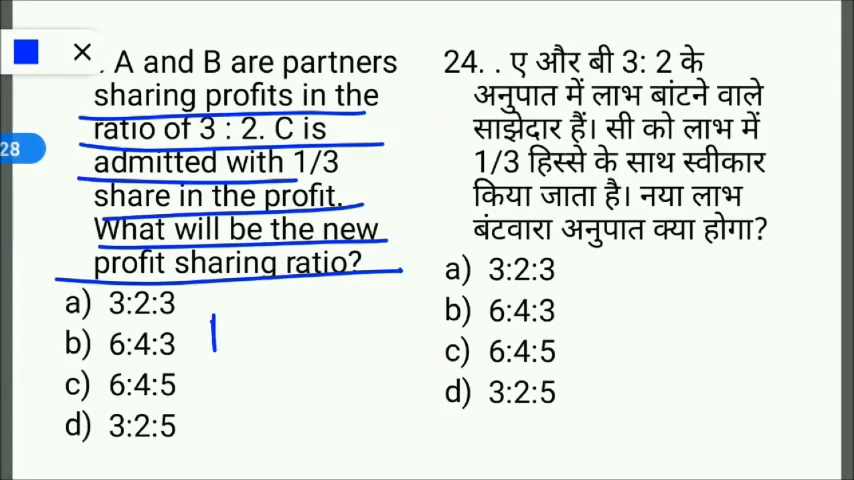 A and B are partners
sharing profits in the
ratio of 3 : 2. C is
admitted with 1/3
share in the profit.
What will be the new
profit sharing ratio?
a) 3:2:3
b) 6:4:3
c) 6:4:5
d) 3:2:5
28
24. . ए और बी 3: 2 के
अनुपात में लाभ बांटने वाले
साझेदार हैं। सी को लाभ में
1/3 हिस्से के साथ स्वीकार
किया जाता है। नया लाभ
बंटवारा अनुपात क्या होगा?
a) 3:2:3
b) 6:4:3
c) 6:4:5
d) 3:2:5